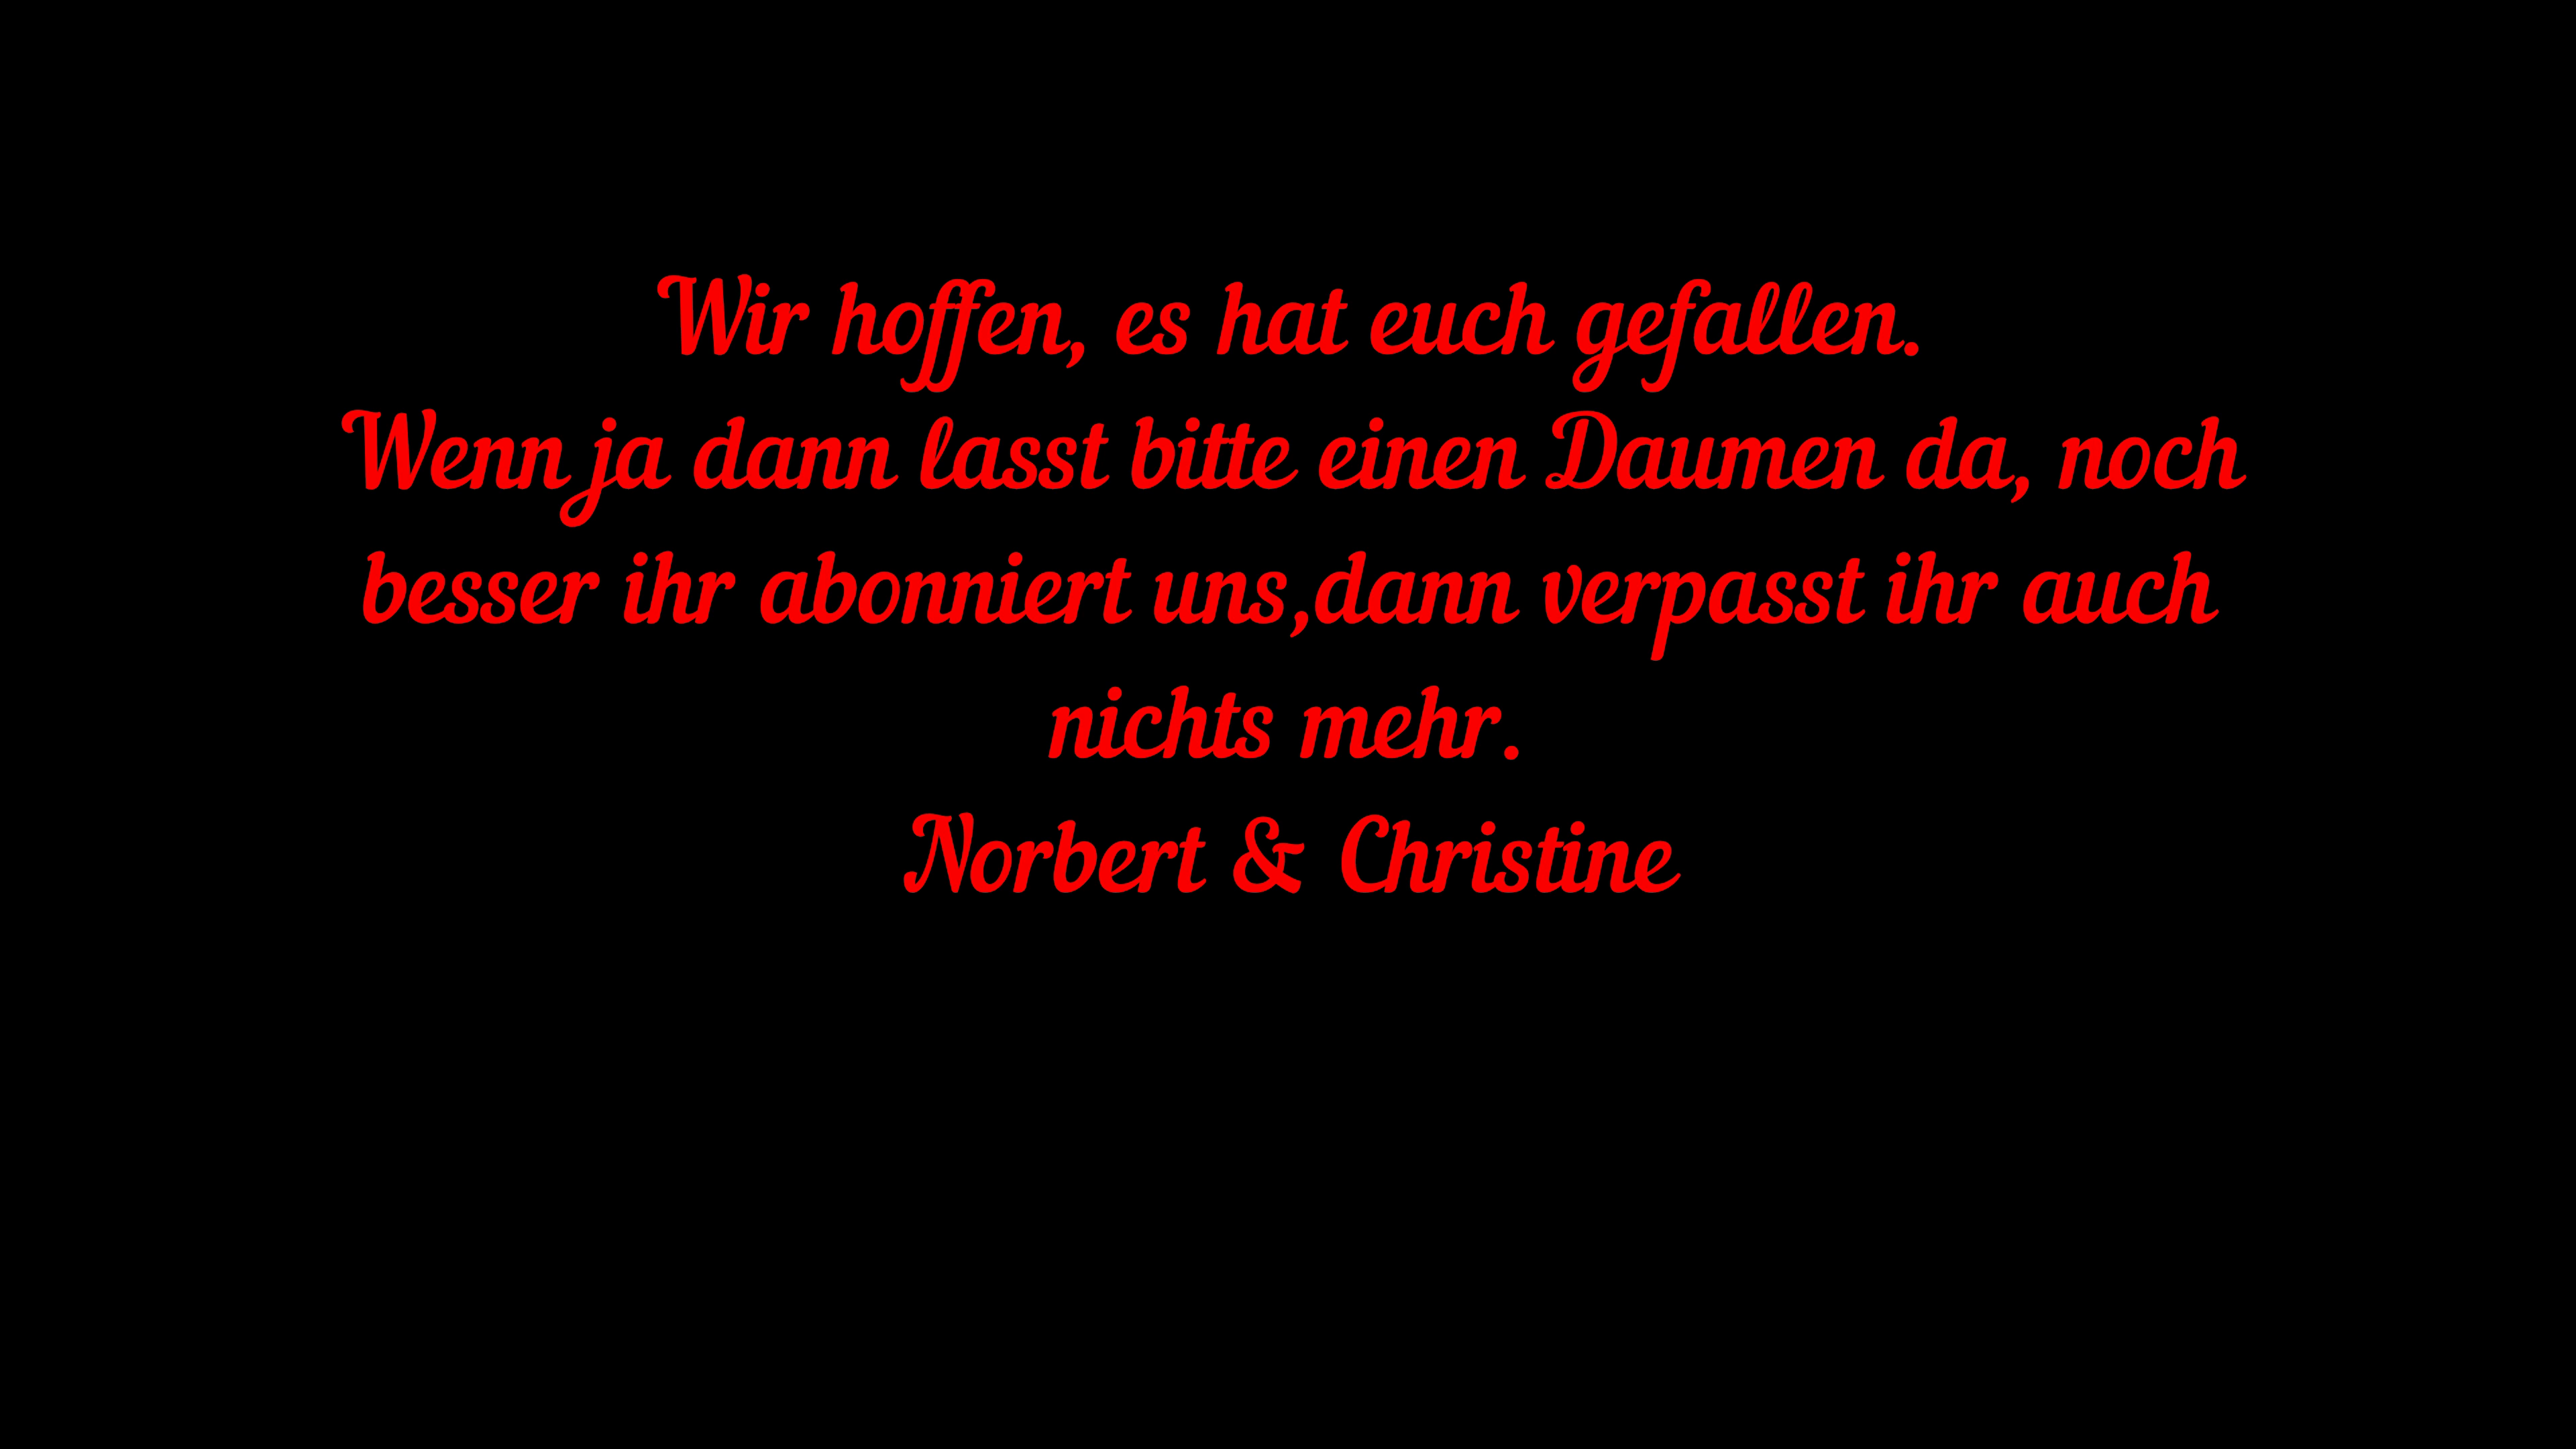 Wir hoffen, es hat euch gefallen.
Wenn ja dann lasst bitte einen Daumen da, noch
besser ihr abonniert uns,dann verpasst ihr auch
nichts mehr.
Norbert & Christine